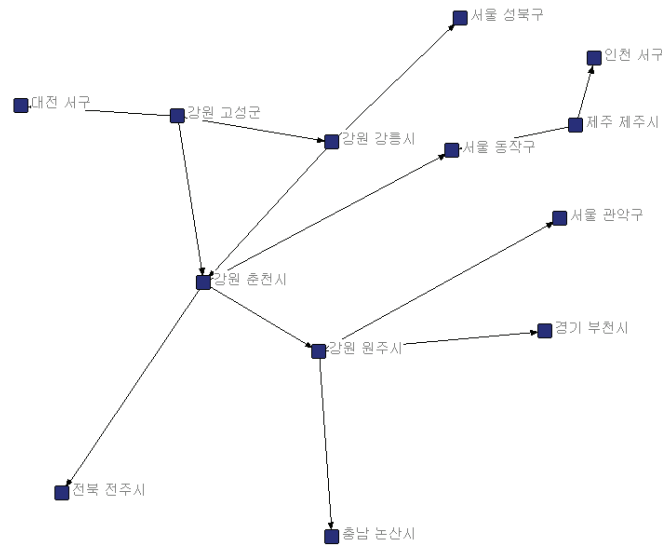 서울 성북구
인천 서구
대전 서구
강원 고성군
제주 제주시
강원 강릉시
서울 동작구
서울 관악구
강원 춘천시
경기 부천시
강원 원주시
전북 전주시
충남 논산시